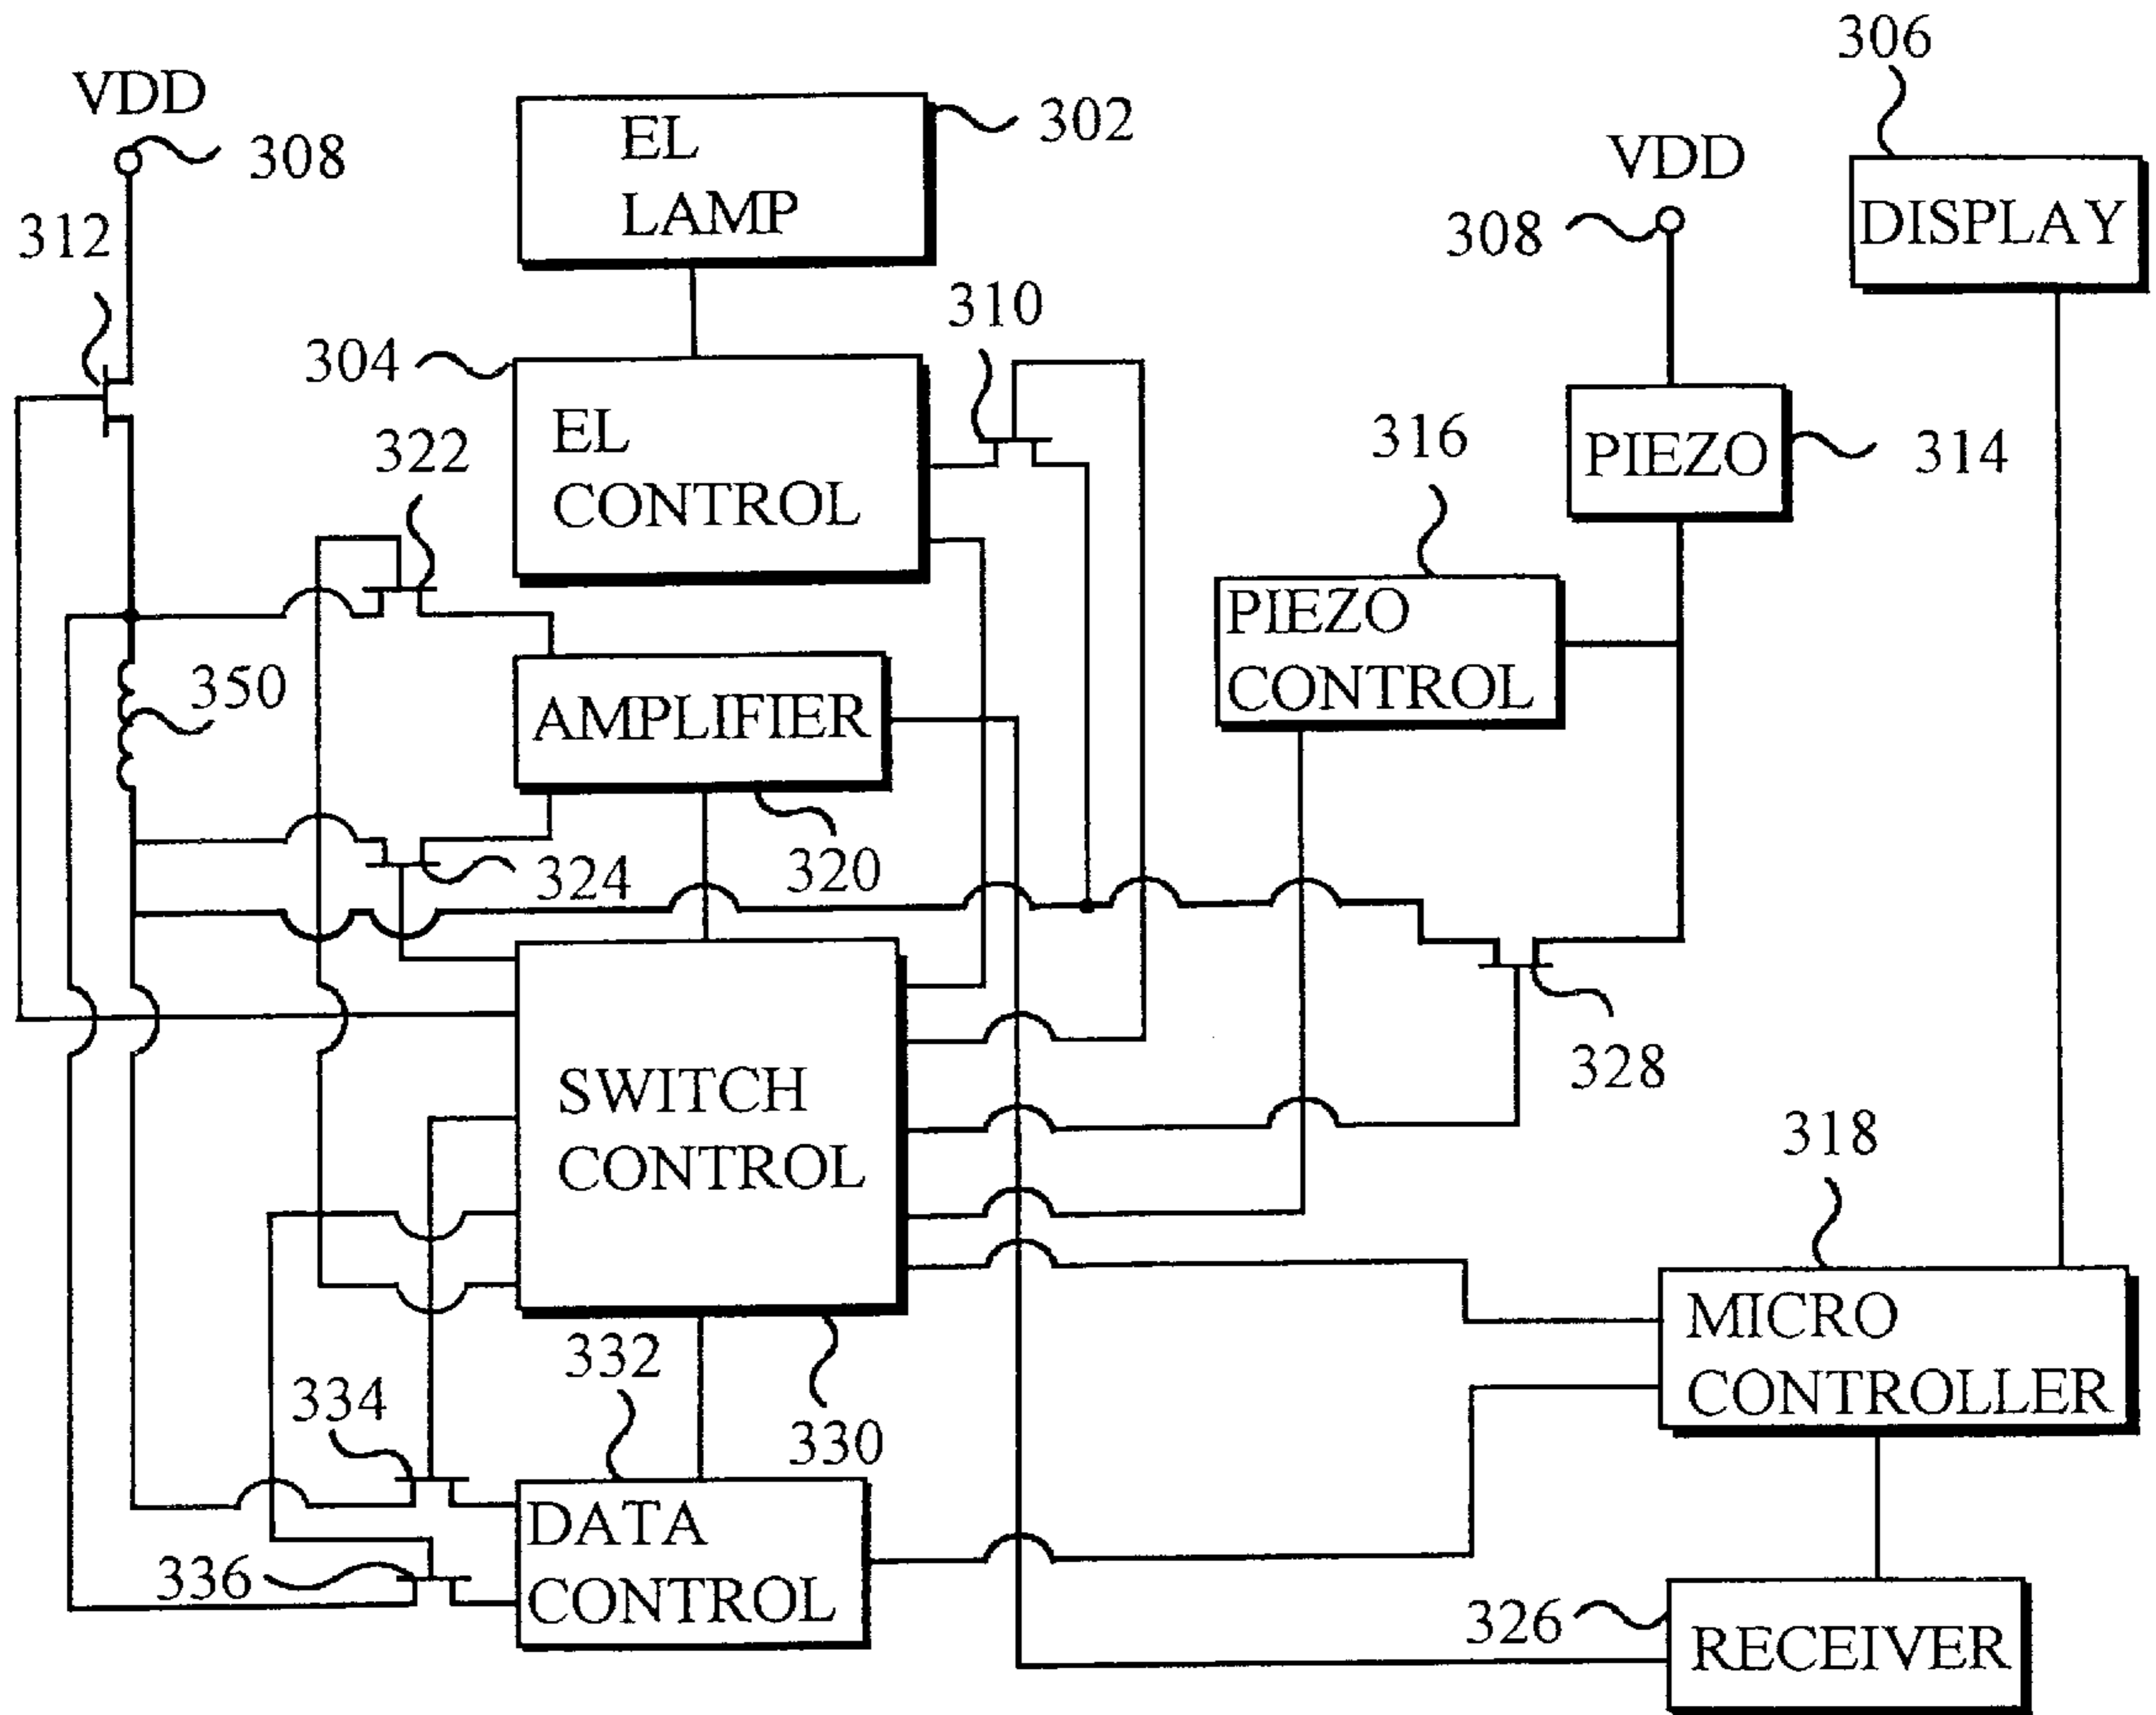 306
VDD
308
EL
LAMP
302
VDD
308
DISPLAY
312
310
304
EL
CONTROL
316
PIEZO
314
322
PIEZO
CONTROL
350
AMPLIFIER
324
320
328
SWITCH
CONTROL
318
MICRO
CONTROLLER
332
334
330
DATA
CONTROL
336
326
RECEIVER